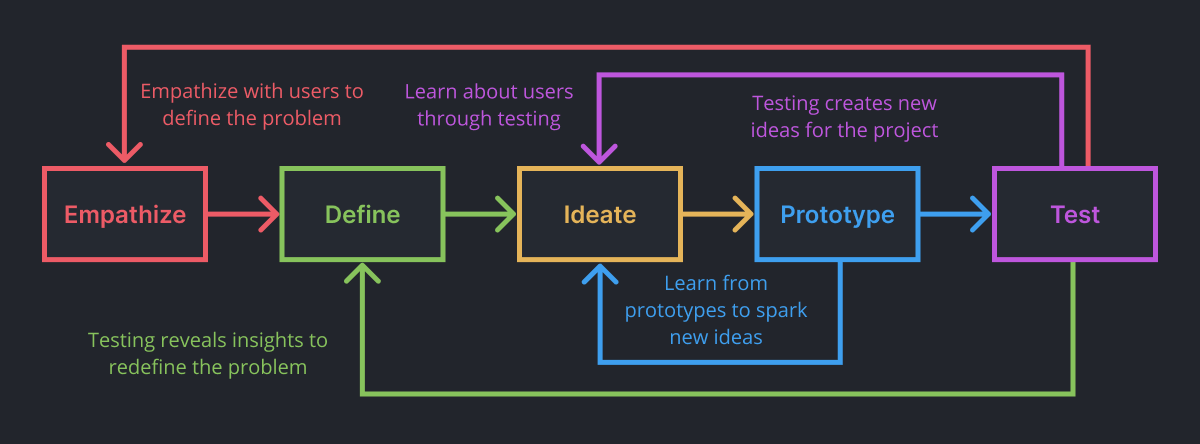 Empathize with users to
define the problem
Learn about users
through testing
Testing creates new
ideas for the project
Empathize
Define
Ideate
Prototype
Test
Learn from
prototypes to spark
new ideas
Testing reveals insights to
redefine the problem